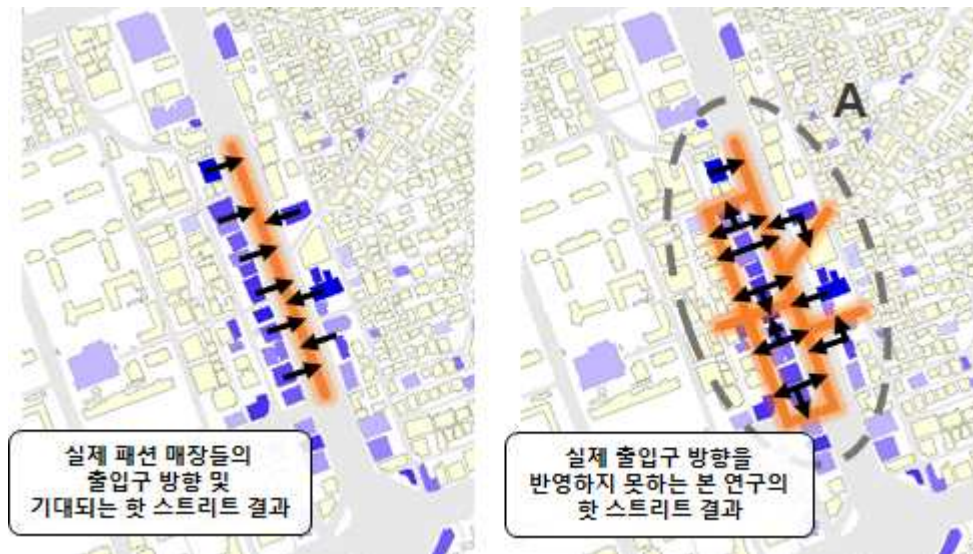 A
실제 패션 매장들의
출입구 방향 및
기대되는 핫 스트리트 결과
실제 출입구 방향을
반영하지 못하는 본 연구의
핫 스트리트 결과